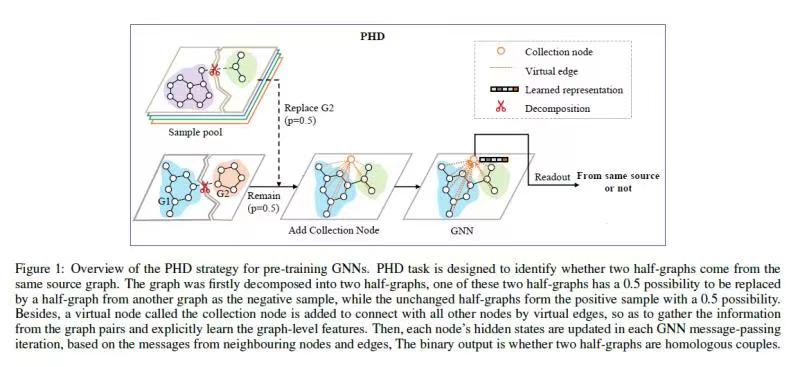 PHD
Collection node
Virtual edge
Learned representation
Decomposition
Sample pool
Replace G2
(p=0.5)
G1
G2
Remain
(p=0.5)
Add Collection Node
GNN
Readout
From same source
or not
Figure 1: Overview of the PHD strategy for pre-training GNNs. PHD task is designed to identify whether two half-graphs come from the
same source graph. The graph was firstly decomposed into two half-graphs, one of these two half-graphs has a 0.5 possibility to be replaced
by a half-graph from another graph as the negative sample, while the unchanged half-graphs form the positive sample with a 0.5 possibility.
Besides, a virtual node called the collection node is added to connect with all other nodes by virtual edges, so as to gather the information
from the graph pairs and explicitly learn the graph-level features. Then, each node's hidden states are updated in each GNN message-passing
iteration, based on the messages from neighbouring nodes and edges, The binary output is whether two half-graphs are homologous couples.